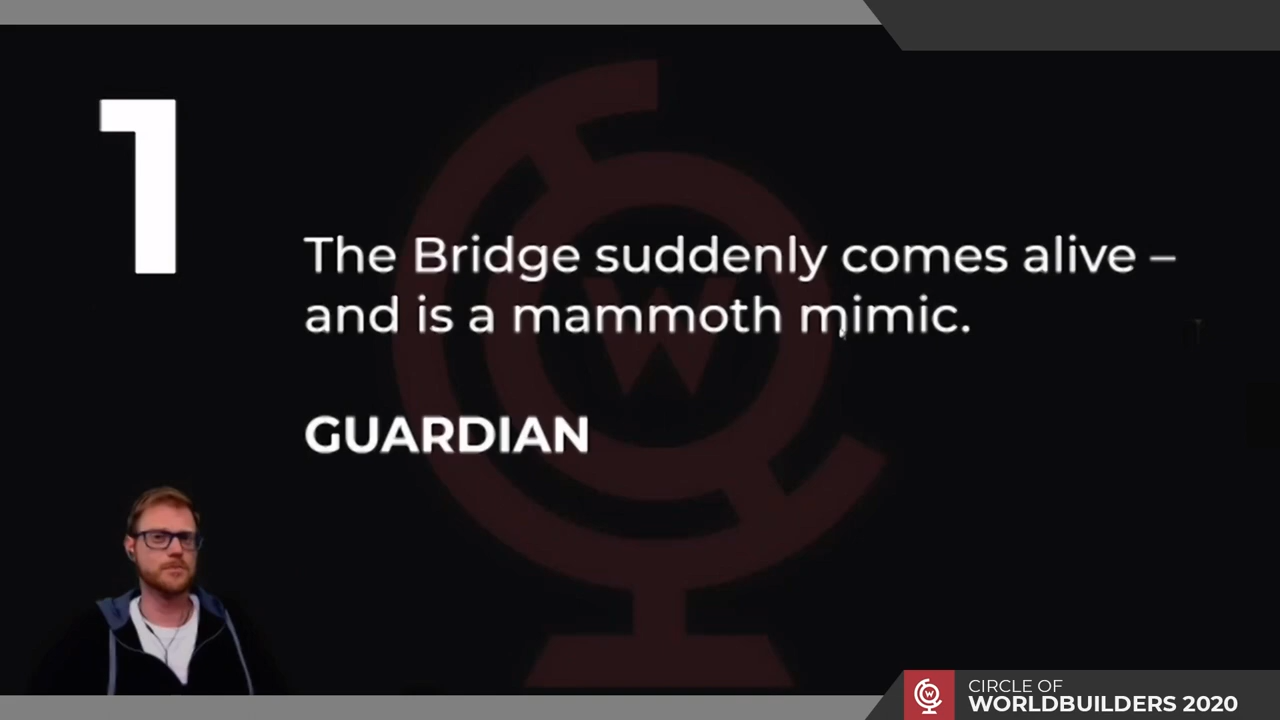 1
The Bridge suddenly comes alive –
and is a mammoth mimic.
GUARDIAN
W
W
CIRCLE OF
WORLDBUILDERS 2020